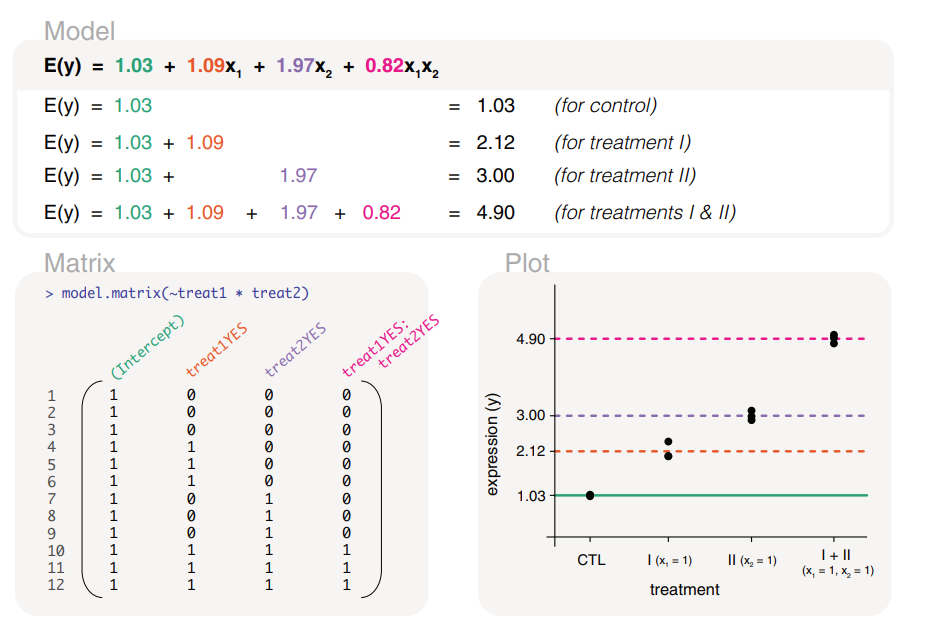 Model
E(y) = 1.03 + 1.09x₁ + 1.97x₂ + 0.82x₁x₂
E(y) = 1.03 = 1.03 (for control)
E(y) = 1.03 + 1.09 = 2.12 (for treatment I)
E(y) = 1.03 + 1.97 = 3.00 (for treatment II)
E(y) = 1.03 + 1.09 + 1.97 + 0.82 = 4.90 (for treatments I & II)
Matrix
> model.matrix(~treat1 * treat2)
(Intercept) treat1YES treat2YES treat1YES:
treat2YES
1 1 0 0 0
2 1 0 0 0
3 1 0 0 0
4 1 1 0 0
5 1 1 0 0
6 1 1 0 0
7 1 0 1 0
8 1 0 1 0
9 1 0 1 0
10 1 1 1 1
11 1 1 1 1
12 1 1 1 1
Plot
expression (y)
4.90
3.00
2.12
1.03
CTL I (x₁ = 1) II (x₂ = 1) I + II
(x₁ = 1, x₂ = 1)
treatment